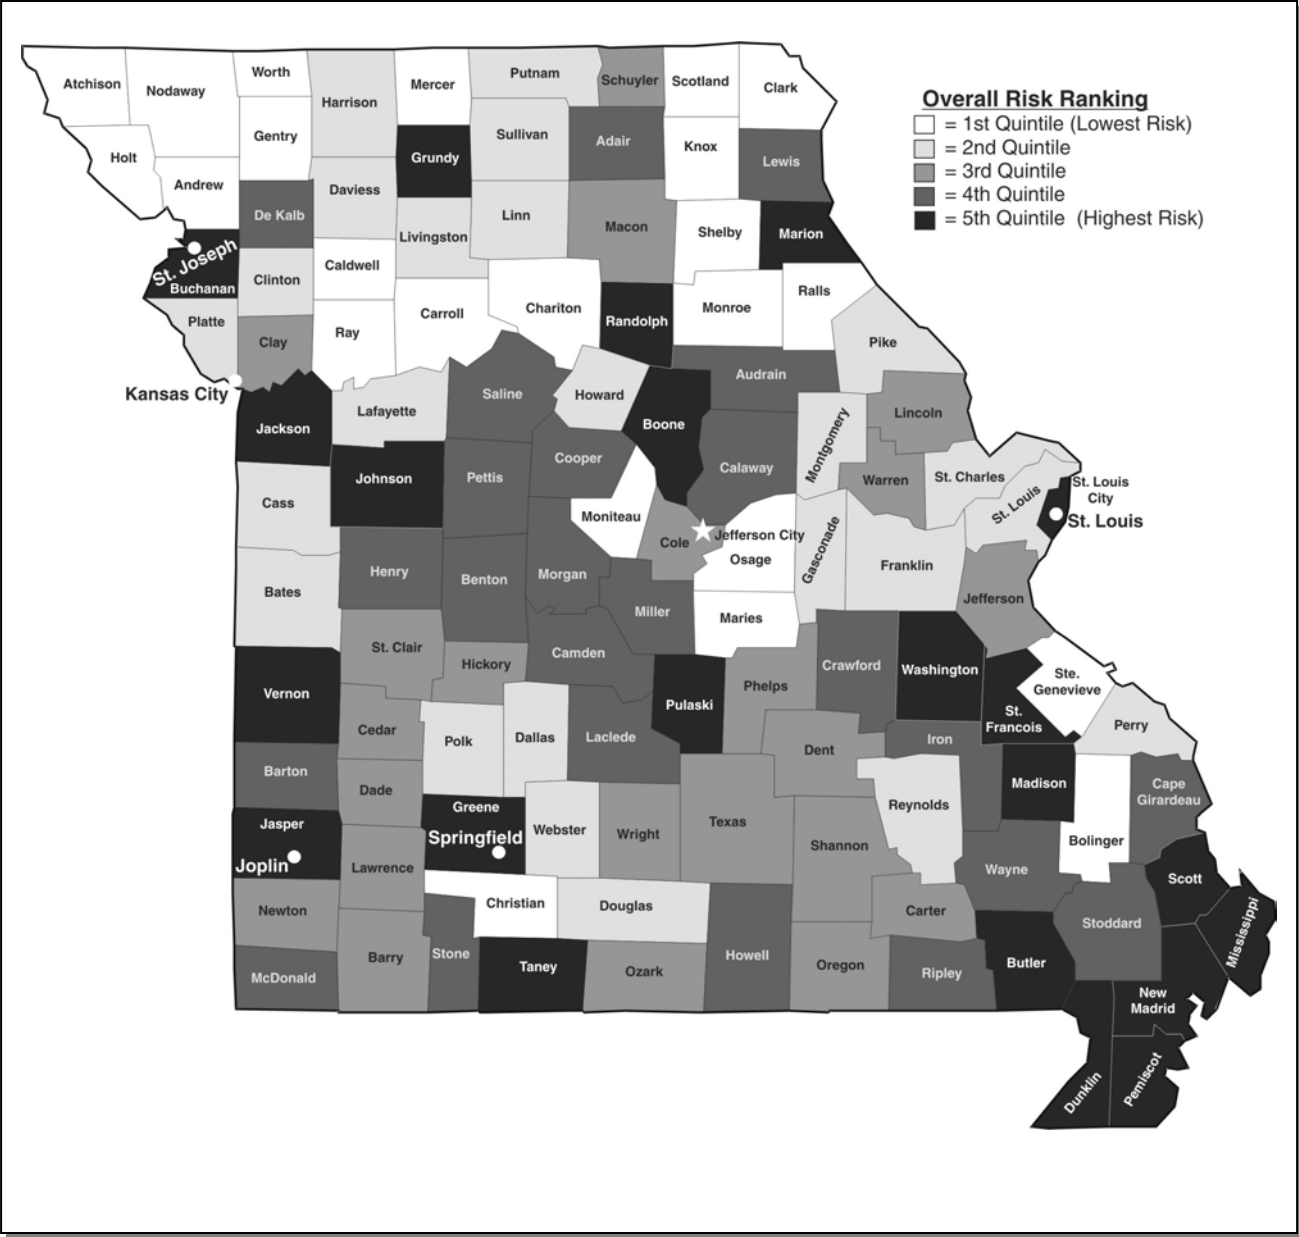 Overall Risk Ranking
= 1st Quintile (Lowest Risk)
= 2nd Quintile
= 3rd Quintile
= 4th Quintile
= 5th Quintile (Highest Risk)
Atchison
Nodaway
Worth
Harrison
Mercer
Putnam
Schuyler
Scotland
Clark
Holt
Andrew
Gentry
De Kalb
Daviess
Grundy
Sullivan
Adair
Knox
Lewis
Livingston
Linn
Macon
Shelby
Marion
St. Joseph
Buchanan
Clinton
Caldwell
Platte
Clay
Ray
Carroll
Chariton
Randolph
Monroe
Ralls
Pike
Kansas City
Jackson
Lafayette
Saline
Howard
Boone
Audrain
Calaway
Montgomery
Lincoln
Warren
St. Charles
St. Louis
St. Louis
City
St. Louis
Cass
Johnson
Pettis
Cooper
Moniteau
Cole
Jefferson City
Osage
Gasconade
Franklin
Jefferson
Bates
Henry
Benton
Morgan
Miller
Maries
Vernon
St. Clair
Hickory
Camden
Pulaski
Phelps
Crawford
Washington
St.
Francois
Ste.
Genevieve
Perry
Cedar
Polk
Dallas
Laclede
Dent
Iron
Madison
Cape
Girardeau
Barton
Dade
Greene
Springfield
Webster
Wright
Texas
Shannon
Reynolds
Wayne
Bolinger
Scott
Jasper
Joplin
Lawrence
Christian
Douglas
Newton
McDonald
Barry
Stone
Taney
Ozark
Howell
Oregon
Carter
Ripley
Butler
Stoddard
Mississippi
New
Madrid
Dunklin
Pemiscot